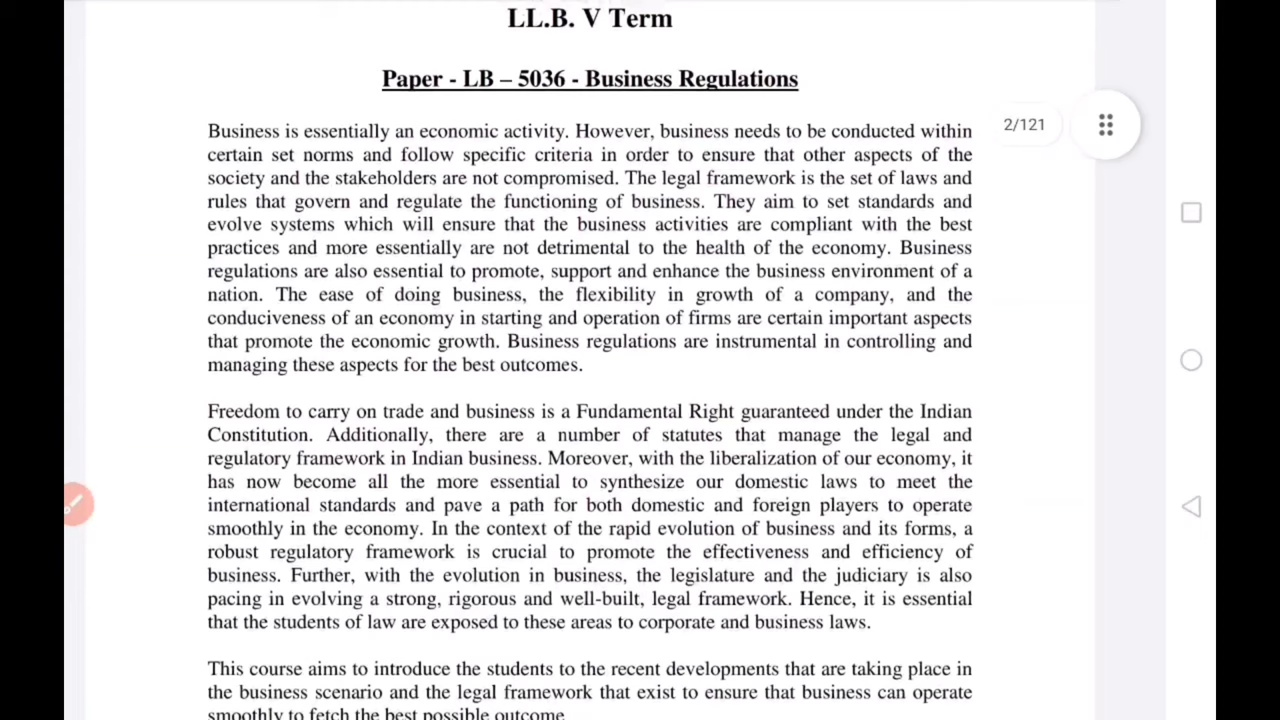 LL.B. V Term
Paper - LB – 5036 - Business Regulations
Business is essentially an economic activity. However, business needs to be conducted within
certain set norms and follow specific criteria in order to ensure that other aspects of the
society and the stakeholders are not compromised. The legal framework is the set of laws and
rules that govern and regulate the functioning of business. They aim to set standards and
evolve systems which will ensure that the business activities are compliant with the best
practices and more essentially are not detrimental to the health of the economy. Business
regulations are also essential to promote, support and enhance the business environment of a
nation. The ease of doing business, the flexibility in growth of a company, and the
conduciveness of an economy in starting and operation of firms are certain important aspects
that promote the economic growth. Business regulations are instrumental in controlling and
managing these aspects for the best outcomes.
2/121
Freedom to carry on trade and business is a Fundamental Right guaranteed under the Indian
Constitution. Additionally, there are a number of statutes that manage the legal and
regulatory framework in Indian business. Moreover, with the liberalization of our economy, it
has now become all the more essential to synthesize our domestic laws to meet the
international standards and pave a path for both domestic and foreign players to operate
smoothly in the economy. In the context of the rapid evolution of business and its forms, a
robust regulatory framework is crucial to promote the effectiveness and efficiency of
business. Further, with the evolution in business, the legislature and the judiciary is also
pacing in evolving a strong, rigorous and well-built, legal framework. Hence, it is essential
that the students of law are exposed to these areas to corporate and business laws.
This course aims to introduce the students to the recent developments that are taking place in
the business scenario and the legal framework that exist to ensure that business can operate
smoothly to fetch the best possible outcome